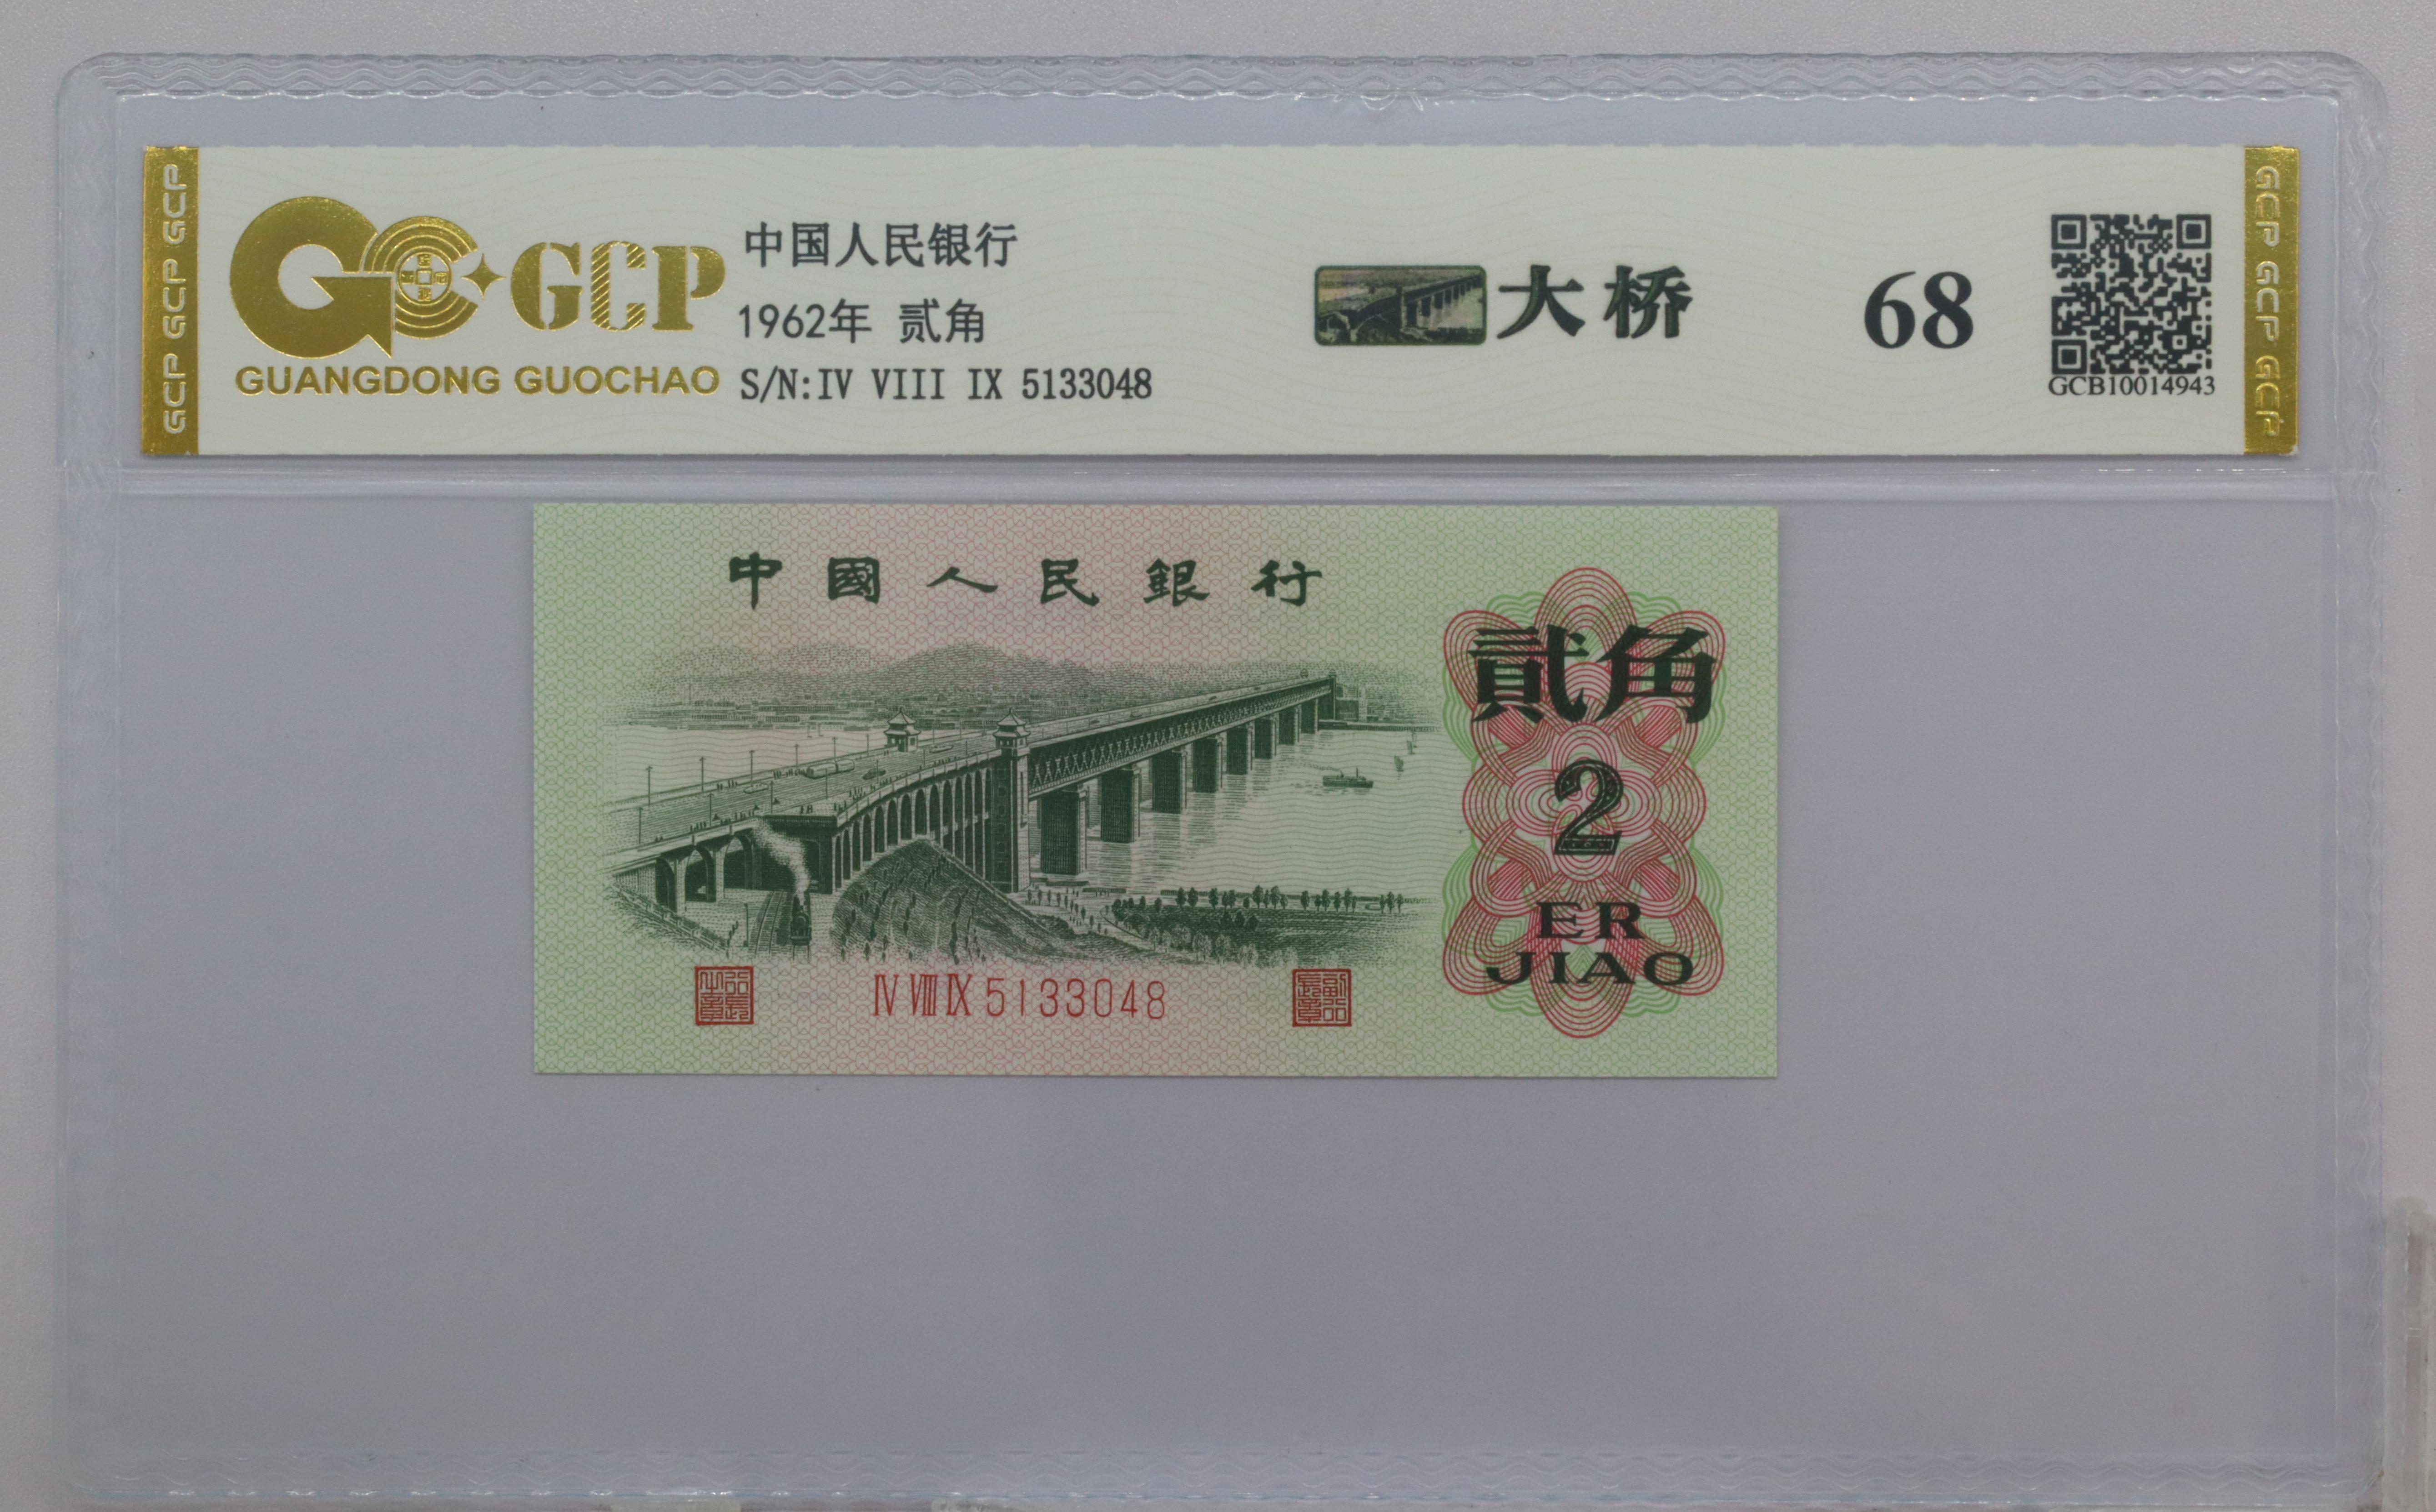 GCP GCP GCP
GCP
GUANGDONG GUOCHAO
中国人民银行
1962年 贰角
S/N:IV VIII IX 5133048
大桥
68
GCB10014943
GCP GCP GCP
中國人民銀行
貳角
2
ER
JIAO
IV VIII IX 5133048